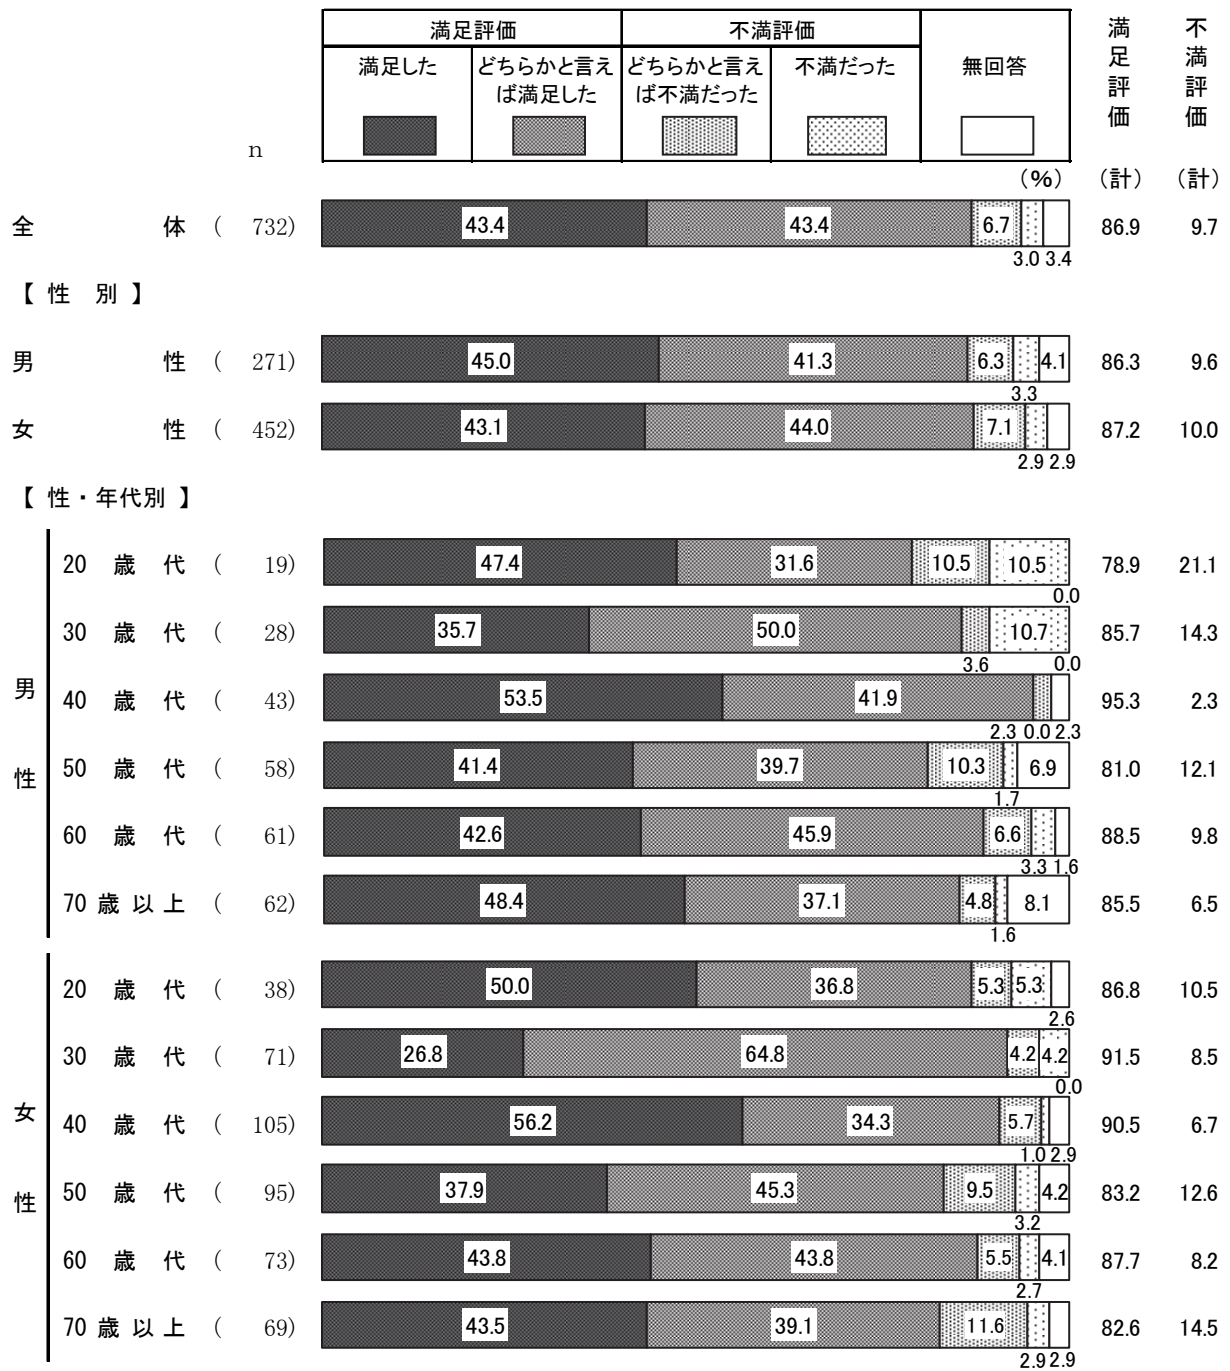 満足評価 不満評価 無回答 満足評価 不満評価
満足した どちらかと言えば満足した どちらかと言えば不満だった 不満だった
n
(%) (計) (計)
全体 ( 732) 43.4 43.4 6.7 86.9 9.7
3.0 3.4
【 性 別 】
男性 ( 271) 45.0 41.3 6.3 4.1 86.3 9.6
3.3
女性 ( 452) 43.1 44.0 7.1 87.2 10.0
2.9 2.9
【 性・年代別 】
男性
20 歳 代 ( 19) 47.4 31.6 10.5 10.5 78.9 21.1
0.0
30 歳 代 ( 28) 35.7 50.0 10.7 85.7 14.3
3.6 0.0
40 歳 代 ( 43) 53.5 41.9 95.3 2.3
2.3 0.0 2.3
50 歳 代 ( 58) 41.4 39.7 10.3 6.9 81.0 12.1
1.7
60 歳 代 ( 61) 42.6 45.9 6.6 88.5 9.8
3.3 1.6
70 歳 以 上 ( 62) 48.4 37.1 4.8 8.1 85.5 6.5
1.6
女性
20 歳 代 ( 38) 50.0 36.8 5.3 5.3 86.8 10.5
2.6
30 歳 代 ( 71) 26.8 64.8 4.2 4.2 91.5 8.5
0.0
40 歳 代 ( 105) 56.2 34.3 5.7 90.5 6.7
1.0 2.9
50 歳 代 ( 95) 37.9 45.3 9.5 4.2 83.2 12.6
3.2
60 歳 代 ( 73) 43.8 43.8 5.5 4.1 87.7 8.2
2.7
70 歳 以 上 ( 69) 43.5 39.1 11.6 82.6 14.5
2.9 2.9